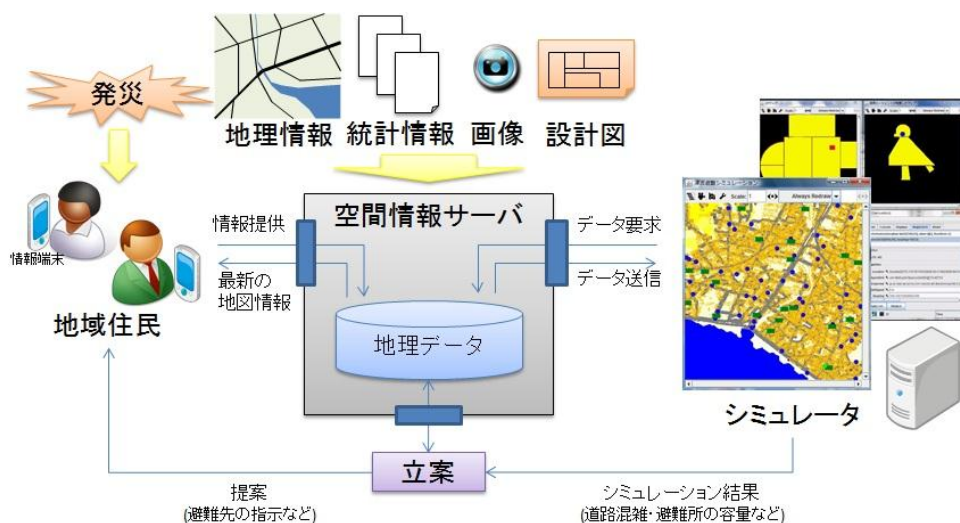 発災
地理情報 統計情報 画像 設計図
空間情報サーバ
情報提供
最新の
地図情報
データ要求
データ送信
情報端末
地域住民
地理データ
Scale:
Always Redraw
シミュレータ
立案
提案
(避難先の指示など)
シミュレーション結果
(道路混雑・避難所の容量など)